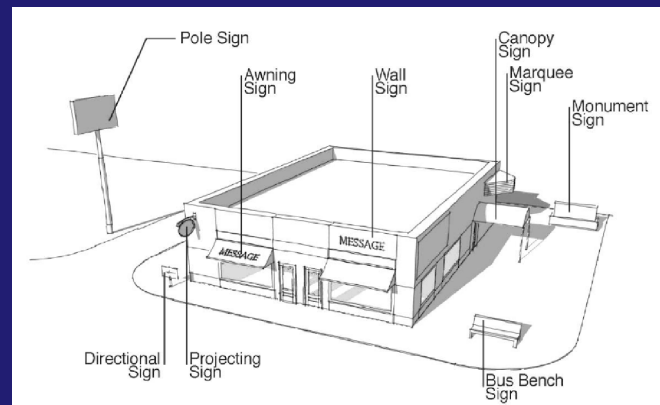 Pole Sign
Awning
Sign
Wall
Sign
Canopy
Sign
Marquee
Sign
Monument
Sign
MESSAGE
MESSAGE
Directional
Sign
Projecting
Sign
Bus Bench
Sign